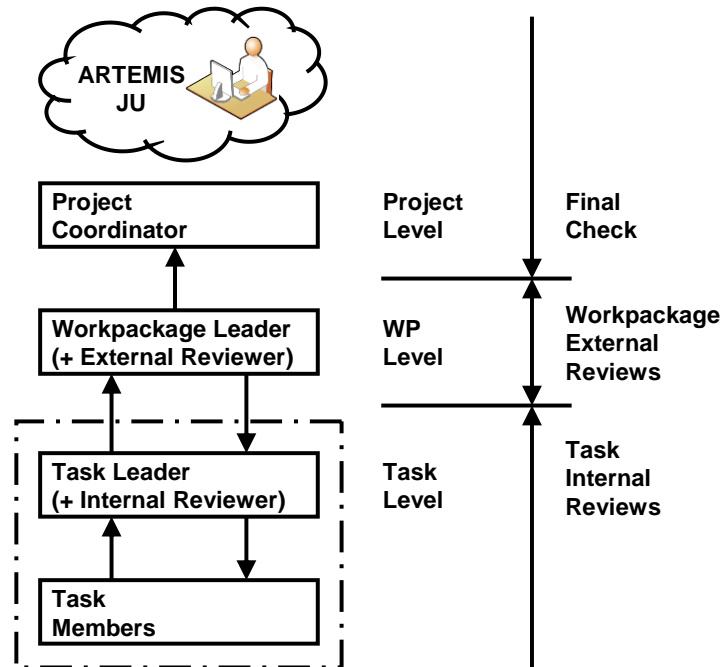 ARTEMIS
JU
Project
Coordinator
Project
Level
Final
Check
Workpackage Leader
(+ External Reviewer)
WP
Level
Workpackage
External
Reviews
Task Leader
(+ Internal Reviewer)
Task
Level
Task
Internal
Reviews
Task
Members